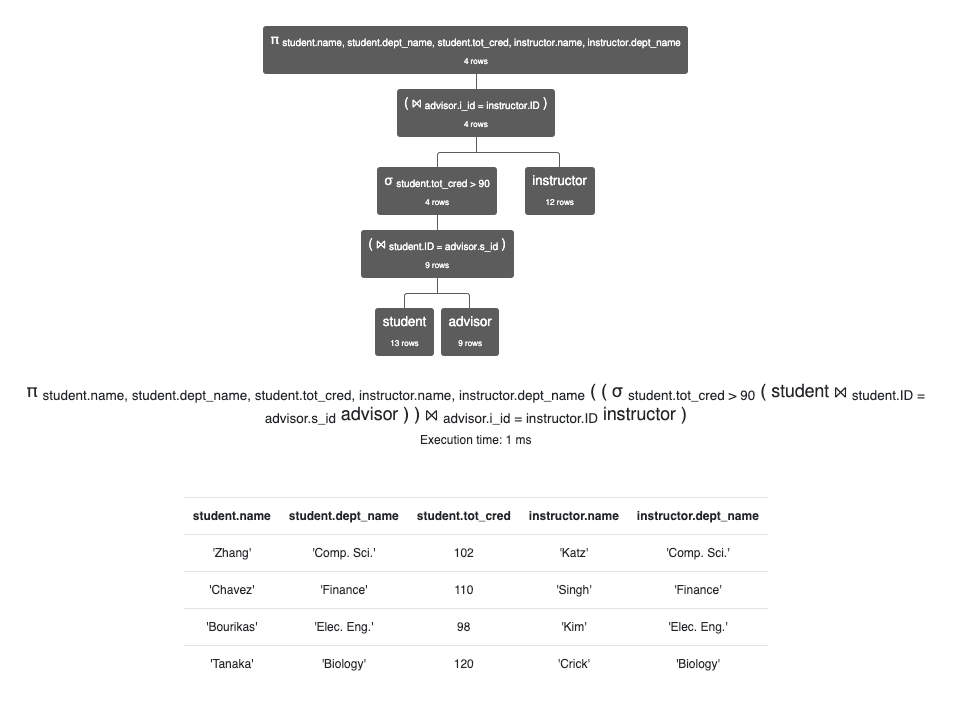 π student.name, student.dept_name, student.tot_cred, instructor.name, instructor.dept_name
4 rows
( ⋈ advisor.i_id = instructor.ID )
4 rows
σ student.tot_cred > 90
4 rows
instructor
12 rows
( ⋈ student.ID = advisor.s_id )
9 rows
student
13 rows
advisor
9 rows
π student.name, student.dept_name, student.tot_cred, instructor.name, instructor.dept_name ( ( σ student.tot_cred > 90 ( student ⋈ student.ID =
advisor.s_id advisor ) ) ⋈ advisor.i_id = instructor.ID instructor )
Execution time: 1 ms
student.name student.dept_name student.tot_cred instructor.name instructor.dept_name
'Zhang' 'Comp. Sci.' 102 'Katz' 'Comp. Sci.'
'Chavez' 'Finance' 110 'Singh' 'Finance'
'Bourikas' 'Elec. Eng.' 98 'Kim' 'Elec. Eng.'
'Tanaka' 'Biology' 120 'Crick' 'Biology'